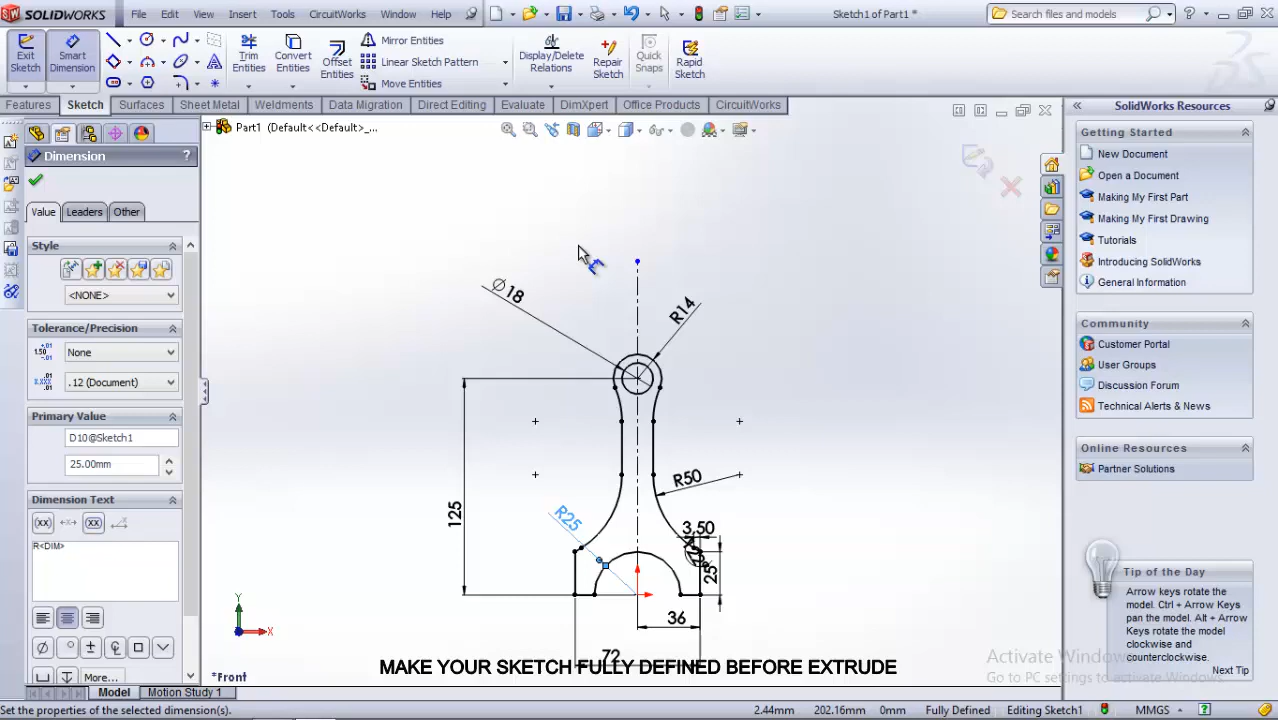 SOLIDWORKS File Edit View Insert Tools CircuitWorks Window Help Sketch1 of Part1 * Search files and models
Exit Sketch
Smart Dimension
Trim Entities
Convert Entities
Offset Entities
Mirror Entities
Linear Sketch Pattern
Move Entities
Display/Delete Relations
Repair Sketch
Quick Snaps
Rapid Sketch
Features Sketch Surfaces Sheet Metal Weldments Data Migration Direct Editing Evaluate DimXpert Office Products CircuitWorks
Part1 (Default<<Default>_...
Dimension ?
Value Leaders Other
Style
<NONE>
Tolerance/Precision
None
.12 (Document)
Primary Value
D10@Sketch1
25.00mm
Dimension Text
R<DIM>
More...
Ø18
R14
125
R50
R25
3,50
25
36
72
*Front
MAKE YOUR SKETCH FULLY DEFINED BEFORE EXTRUDE
SolidWorks Resources
Getting Started
New Document
Open a Document
Making My First Part
Making My First Drawing
Tutorials
Introducing SolidWorks
General Information
Community
Customer Portal
User Groups
Discussion Forum
Technical Alerts & News
Online Resources
Partner Solutions
Tip of the Day
Arrow keys rotate the
model. Ctrl + Arrow Keys
pan the model. Alt + Arrow
Keys rotate the model
clockwise and
counterclockwise.
Next Tip
Activate Windows
Go to PC settings to activate Windows.
Model Motion Study 1
Set the properties of the selected dimension(s). 2.44mm 202.16mm 0mm Fully Defined Editing Sketch1 MMGS